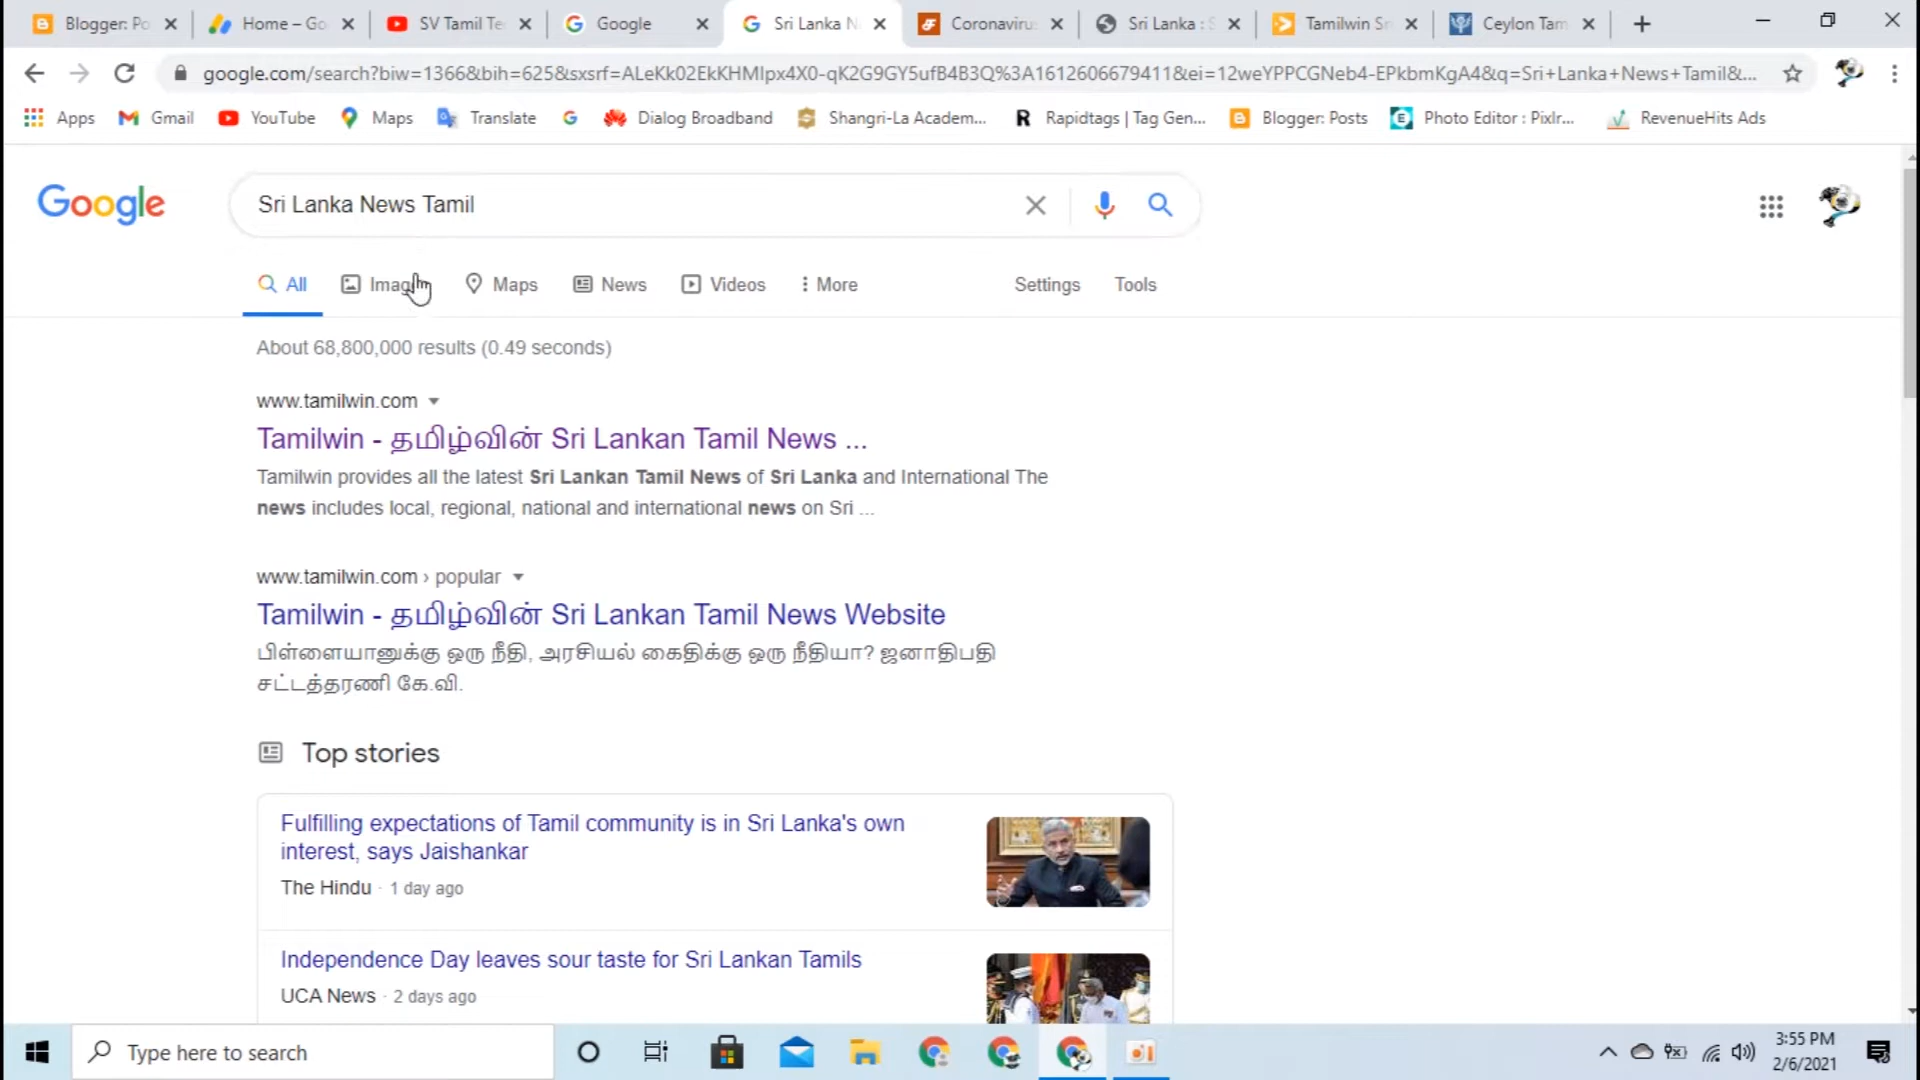 Blogger: Po
Home – Go
SV Tamil Te
Google
Sri Lanka N
Coronaviru
Sri Lanka : S
Tamilwin Sr
Ceylon Tam
google.com/search?biw=1366&bih=625&sxsrf=ALeKk02EkKHMIpx4X0-qK2G9GY5ufB4B3Q%3A1612606679411&ei=12weYPPCGNeb4-EPkbmKgA4&q=Sri+Lanka+News+Tamil&...
Apps
Gmail
YouTube
Maps
Translate
Dialog Broadband
Shangri-La Academ...
Rapidtags | Tag Gen...
Blogger: Posts
Photo Editor : Pixlr...
RevenueHits Ads
Google
Sri Lanka News Tamil
All
Maps
News
Videos
More
Settings
Tools
About 68,800,000 results (0.49 seconds)
www.tamilwin.com
Tamilwin - தமிழ்வின் Sri Lankan Tamil News ...
Tamilwin provides all the latest Sri Lankan Tamil News of Sri Lanka and International The
news includes local, regional, national and international news on Sri ...
www.tamilwin.com › popular
Tamilwin - தமிழ்வின் Sri Lankan Tamil News Website
பிள்ளையானுக்கு ஒரு நீதி, அரசியல் கைதிக்கு ஒரு நீதியா? ஜனாதிபதி
சட்டத்தரணி கே.வி.
Top stories
Fulfilling expectations of Tamil community is in Sri Lanka's own
interest, says Jaishankar
The Hindu · 1 day ago
Independence Day leaves sour taste for Sri Lankan Tamils
UCA News · 2 days ago
Type here to search
3:55 PM
2/6/2021